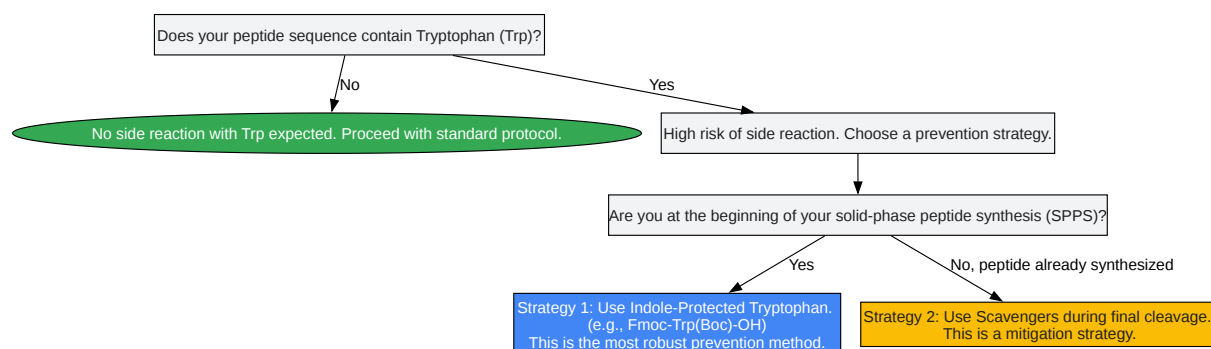 Does your peptide sequence contain Tryptophan (Trp)?
No
Yes
No side reaction with Trp expected. Proceed with standard protocol.
High risk of side reaction. Choose a prevention strategy.
Are you at the beginning of your solid-phase peptide synthesis (SPPS)?
Yes
No, peptide already synthesized
Strategy 1: Use Indole-Protected Tryptophan.
(e.g., Fmoc-Trp(Boc)-OH)
This is the most robust prevention method.
Strategy 2: Use Scavengers during final cleavage.
This is a mitigation strategy.